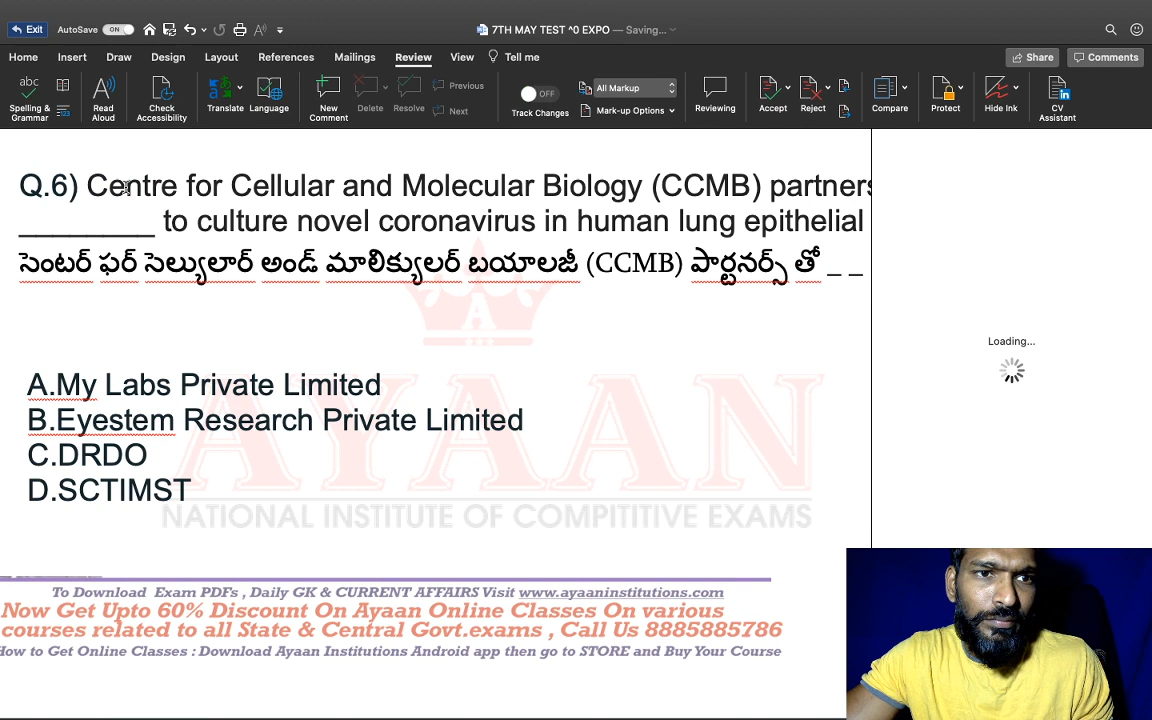 Exit AutoSave ON 7TH MAY TEST ^0 EXPO — Saving...
Home Insert Draw Design Layout References Mailings Review View Tell me Share Comments
abc Spelling & Grammar Read Aloud Check Accessibility Translate Language New Comment Delete Resolve Previous Next OFF Track Changes All Markup Mark-up Options Reviewing Accept Reject Compare Protect Hide Ink CV Assistant
Q.6) Centre for Cellular and Molecular Biology (CCMB) partners
________ to culture novel coronavirus in human lung epithelial
సెంటర్ ఫర్ సెల్యులార్ అండ్ మాలిక్యులర్ బయాలజీ (CCMB) పార్టనర్స్ తో _ _
Loading...
A.My Labs Private Limited
B.Eyestem Research Private Limited
C.DRDO
D.SCTIMST
A
AYAAN
NATIONAL INSTITUTE OF COMPITITIVE EXAMS
To Download Exam PDFs , Daily GK & CURRENT AFFAIRS Visit www.ayaaninstitutions.com
Now Get Upto 60% Discount On Ayaan Online Classes On various
courses related to all State & Central Govt.exams , Call Us 8885885786
How to Get Online Classes : Download Ayaan Institutions Android app then go to STORE and Buy Your Course